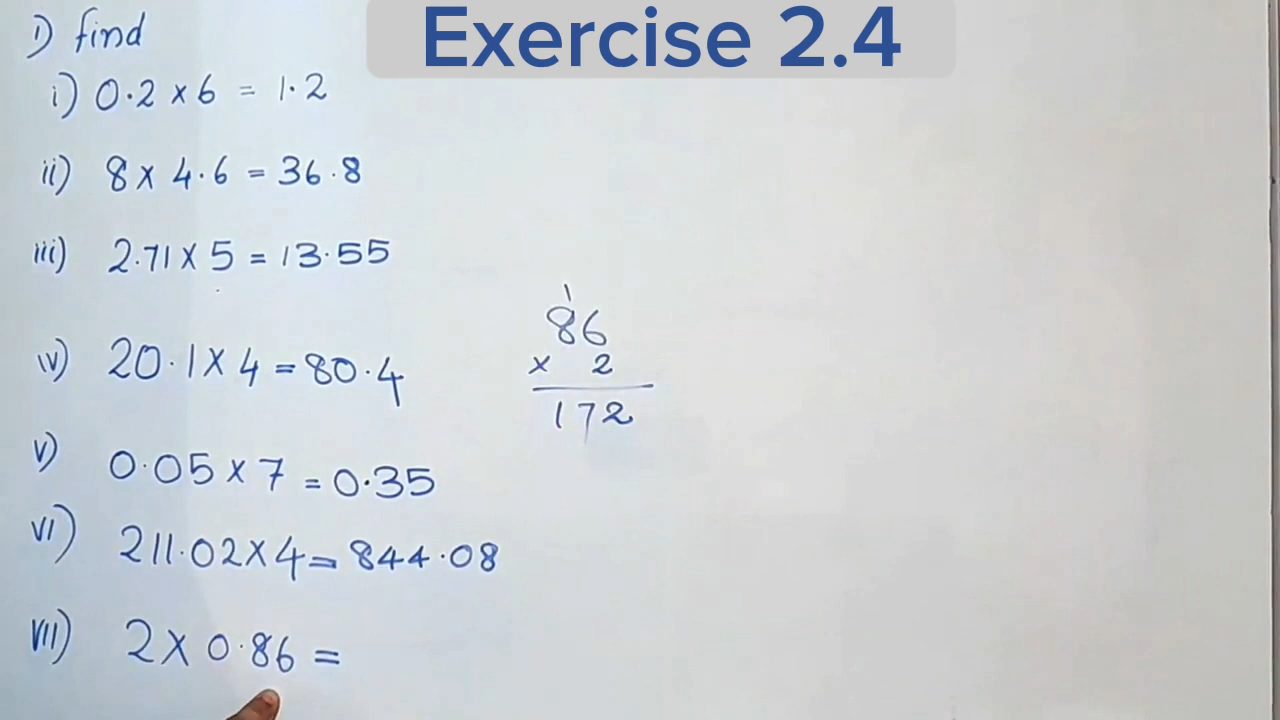 Exercise 2.4
1) find
i) 0.2 × 6 = 1.2
ii) 8 × 4.6 = 36.8
iii) 2.71 × 5 = 13.55
iv) 20.1 × 4 = 80.4
v) 0.05 × 7 = 0.35
vi) 211.02 × 4 = 844.08
vii) 2 × 0.86 =
1
86
× 2
172